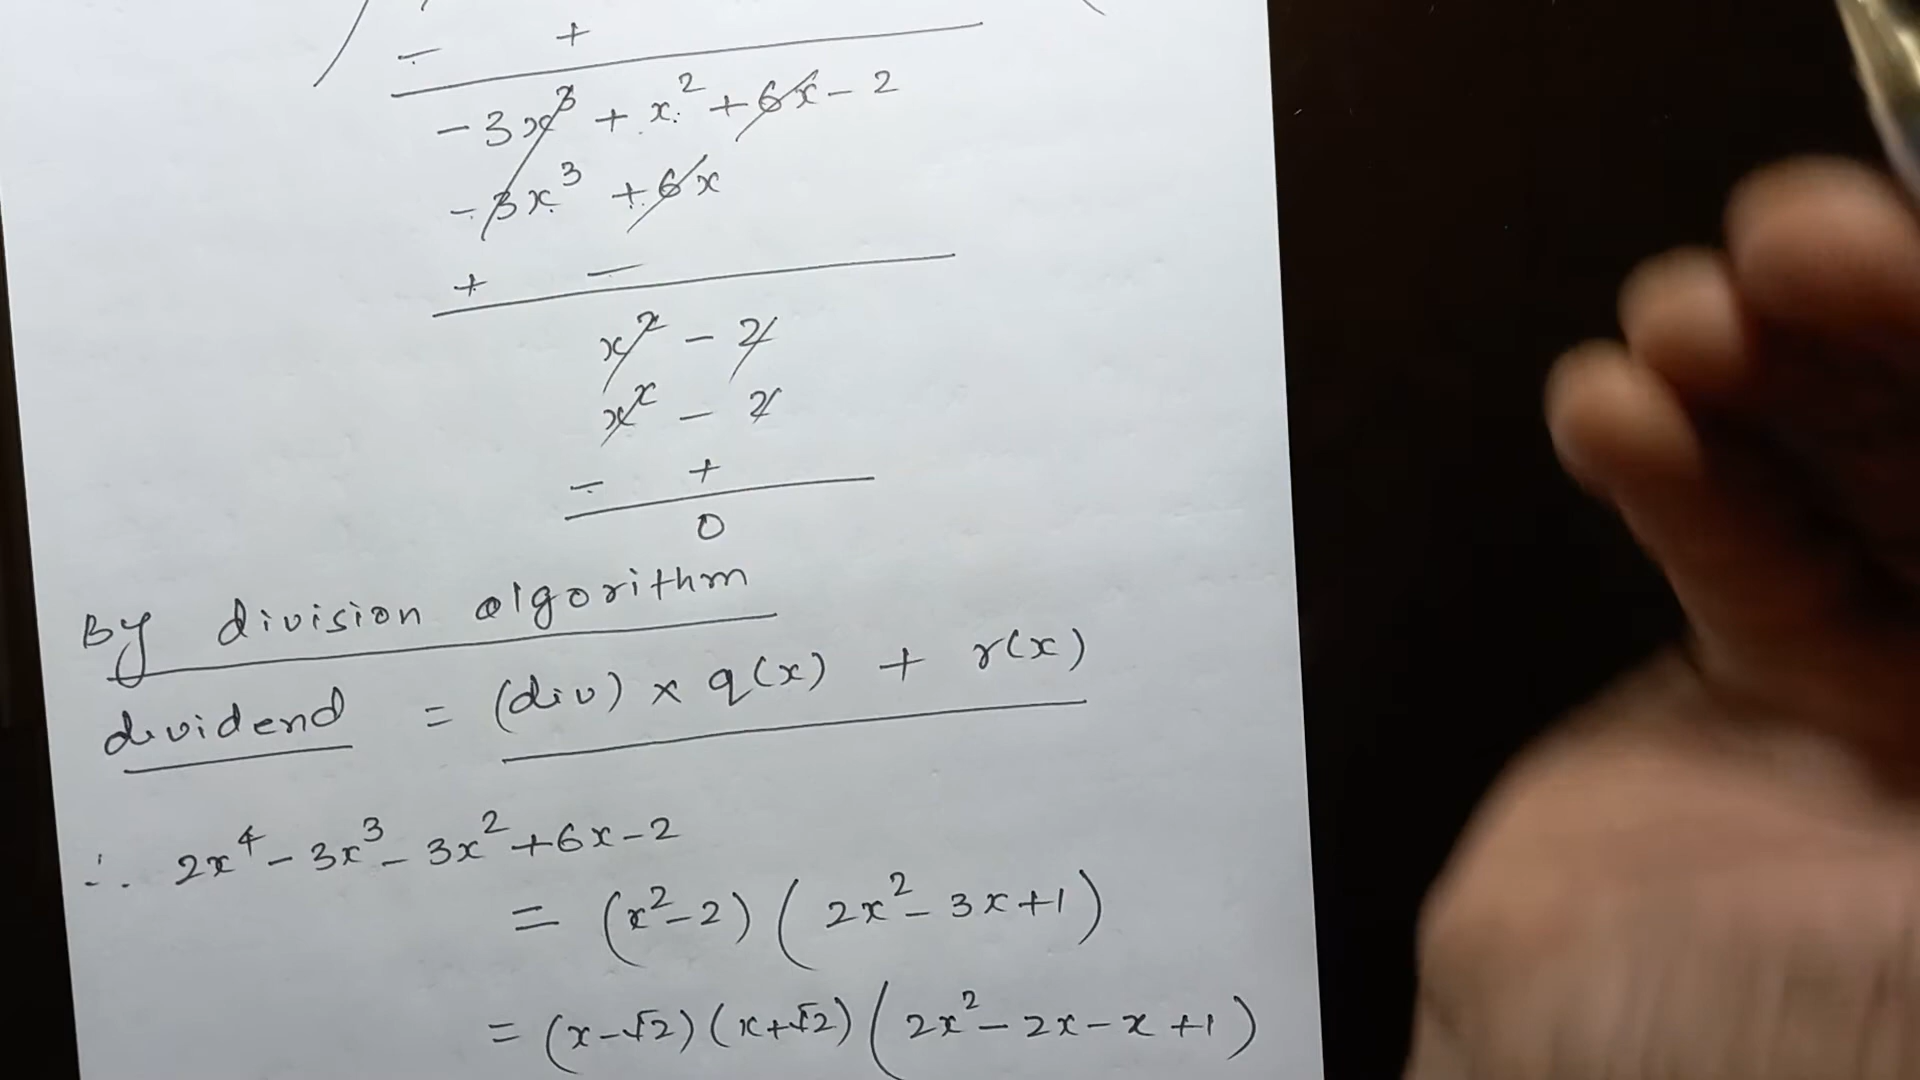 - +
-3x³ + x² + 6x - 2
-3x³ + 6x
+ -
x² - 2
x² - 2
- +
0
By division algorithm
dividend = (div) × q(x) + r(x)
∴ 2x⁴ - 3x³ - 3x² + 6x - 2
= (x² - 2) (2x² - 3x + 1)
= (x - √2) (x + √2) (2x² - 2x - x + 1)